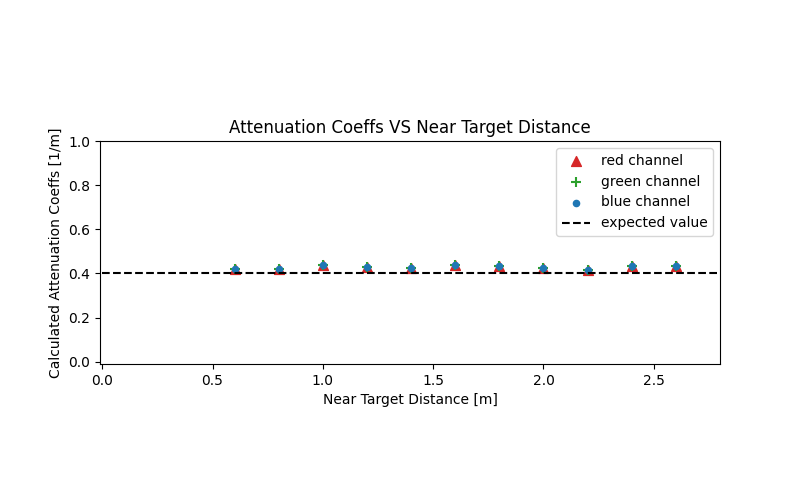 Attenuation Coeffs VS Near Target Distance
Calculated Attenuation Coeffs [1/m]
1.0
0.8
0.6
0.4
0.2
0.0
red channel
green channel
blue channel
expected value
0.0 0.5 1.0 1.5 2.0 2.5
Near Target Distance [m]